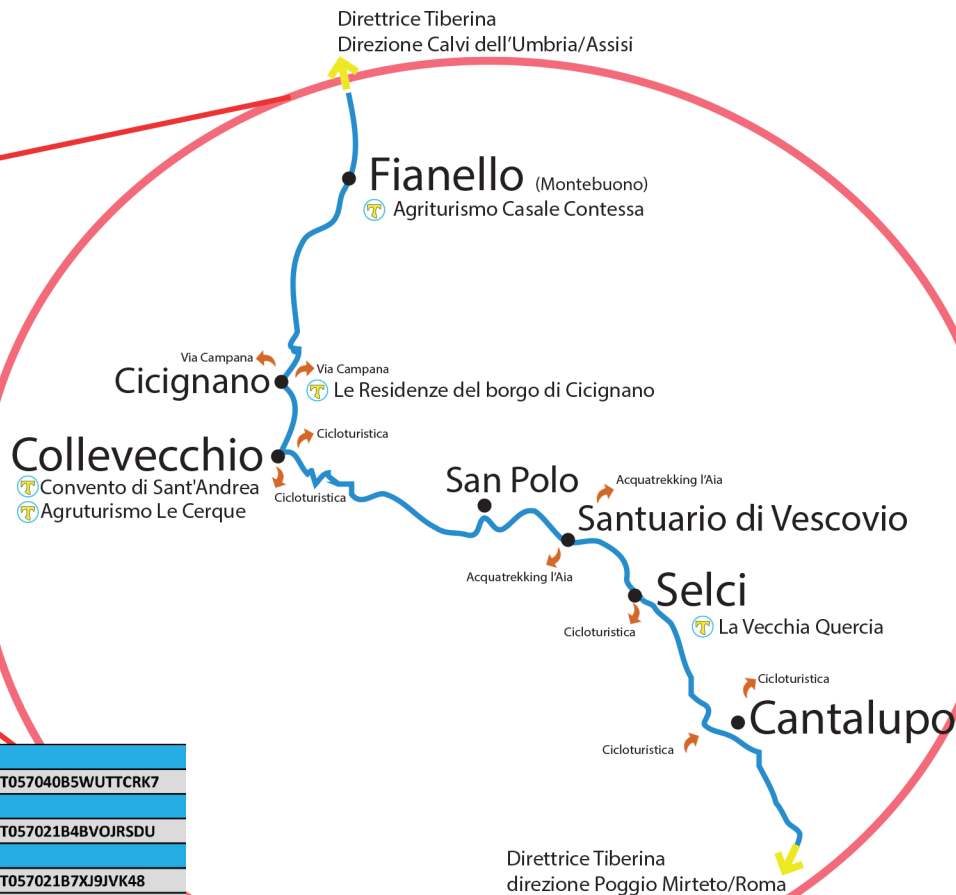 Direttrice Tiberina
Direzione Calvi dell'Umbria/Assisi
Fianello (Montebuono)
T Agriturismo Casale Contessa
Via Campana
Via Campana
Cicignano
T Le Residenze del borgo di Cicignano
Cicloturistica
Collevecchio
T Convento di Sant'Andrea
Cicloturistica
T Agruturismo Le Cerque
San Polo
Acquatrekking l'Aia
Santuario di Vescovio
Acquatrekking l'Aia
Selci
T La Vecchia Quercia
Cicloturistica
Cicloturistica
Cantalupo
Cicloturistica
T057040B5WUTTCRK7
T057021B4BVOJRSDU
T057021B7XJ9JVK48
Direttrice Tiberina
direzione Poggio Mirteto/Roma